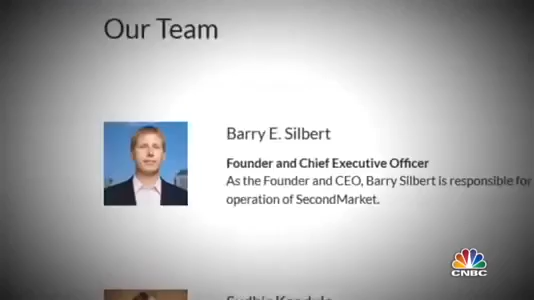 Our Team
Barry E. Silbert
Founder and Chief Executive Officer
As the Founder and CEO, Barry Silbert is responsible for
operation of SecondMarket.
CNBC